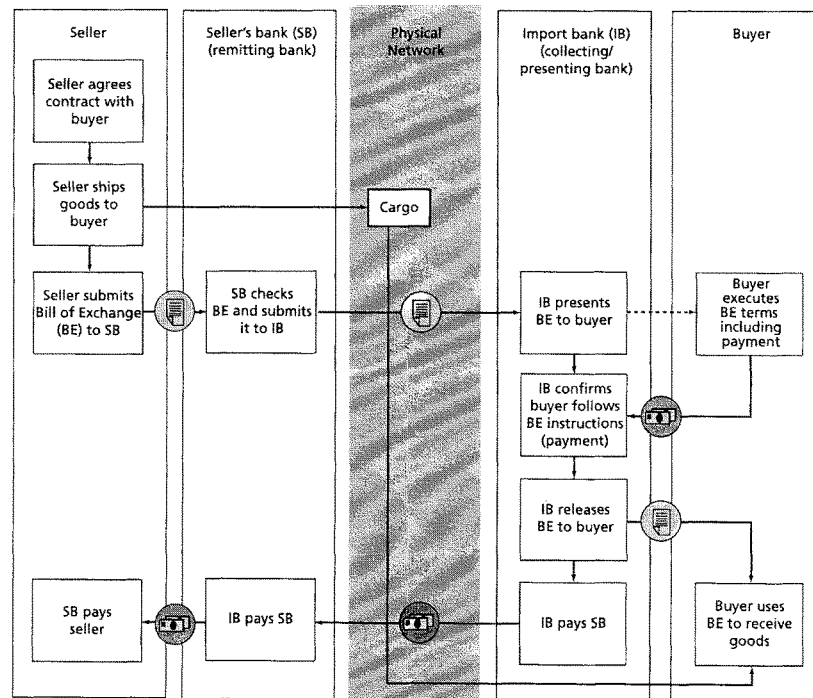 Seller
Seller's bank (SB)
(remitting bank)
Physical
Network
Import bank (IB)
(collecting/
presenting bank)
Buyer
Seller agrees
contract with
buyer
Seller ships
goods to
buyer
Cargo
Seller submits
Bill of Exchange
(BE) to SB
SB checks
BE and submits
it to IB
IB presents
BE to buyer
Buyer
executes
BE terms
including
payment
IB confirms
buyer follows
BE instructions
(payment)
IB releases
BE to buyer
SB pays
seller
IB pays SB
IB pays SB
Buyer uses
BE to receive
goods